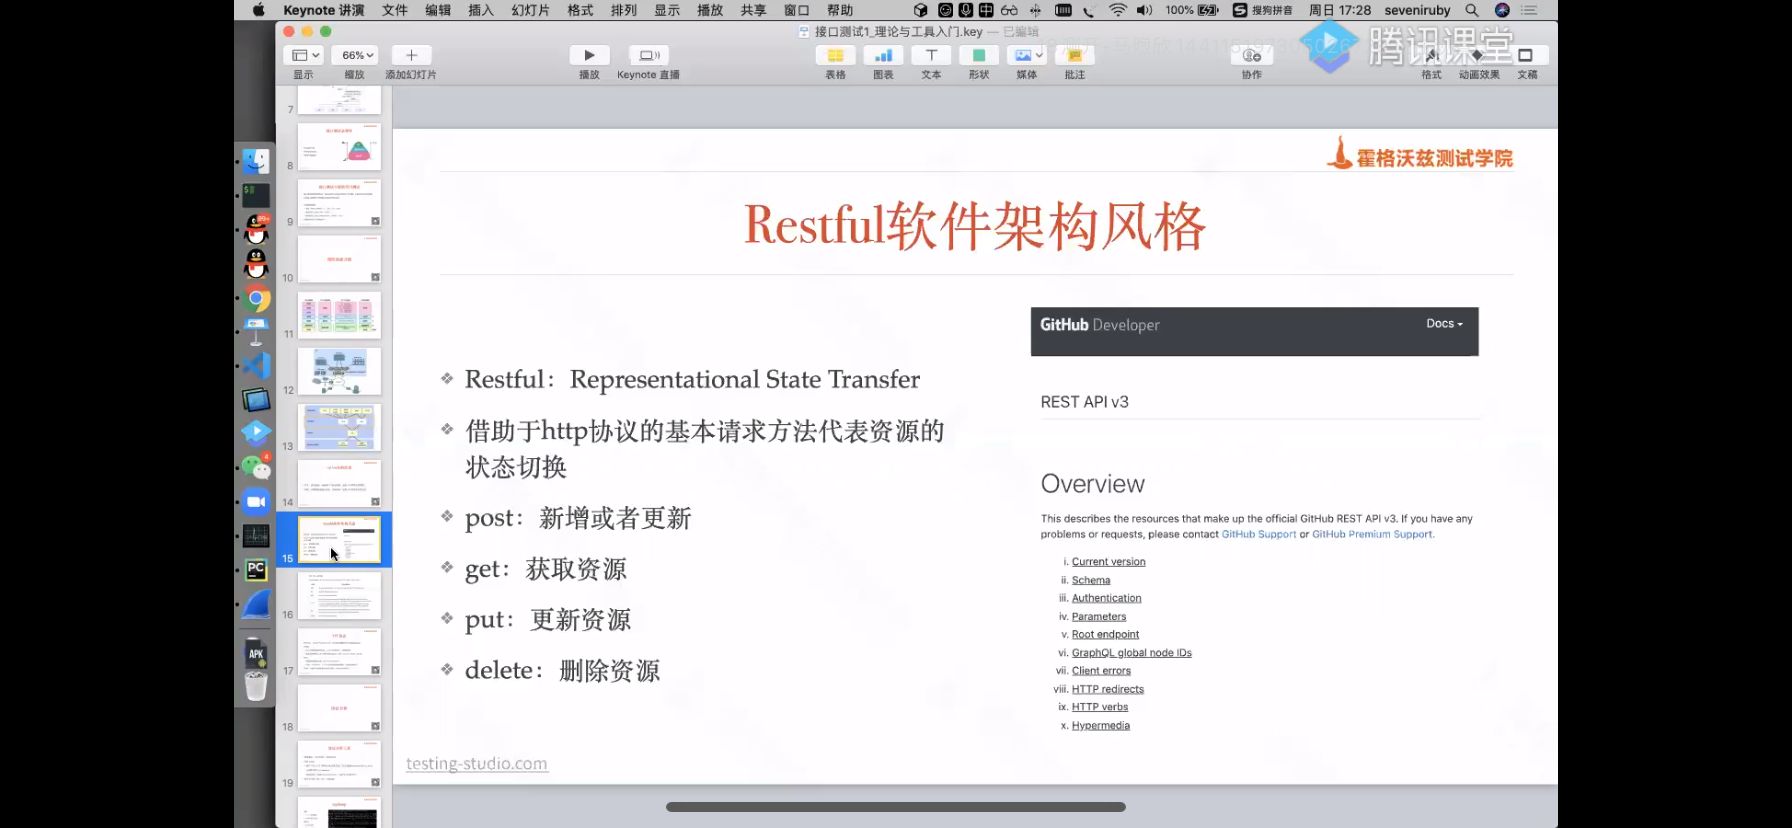 Keynote 讲演 文件 编辑 插入 幻灯片 格式 排列 显示 播放 共享 窗口 帮助
100% 搜狗拼音 周日 17:28 seveniruby
接口测试1_理论与工具入门.key — 已编辑
腾讯课堂
66%
显示 缩放 添加幻灯片 播放 Keynote 直播 表格 图表 文本 形状 媒体 批注 协作 格式 动画效果 文稿
7
8
9
10
11
12
13
14
15
16
17
18
19
PC
APK
霍格沃兹测试学院
Restful软件架构风格
Restful：Representational State Transfer
借助于http协议的基本请求方法代表资源的
状态切换
post：新增或者更新
get：获取资源
put：更新资源
delete：删除资源
testing-studio.com
GitHub Developer
Docs
REST API v3
Overview
This describes the resources that make up the official GitHub REST API v3. If you have any
problems or requests, please contact GitHub Support or GitHub Premium Support.
i. Current version
ii. Schema
iii. Authentication
iv. Parameters
v. Root endpoint
vi. GraphQL global node IDs
vii. Client errors
viii. HTTP redirects
ix. HTTP verbs
x. Hypermedia